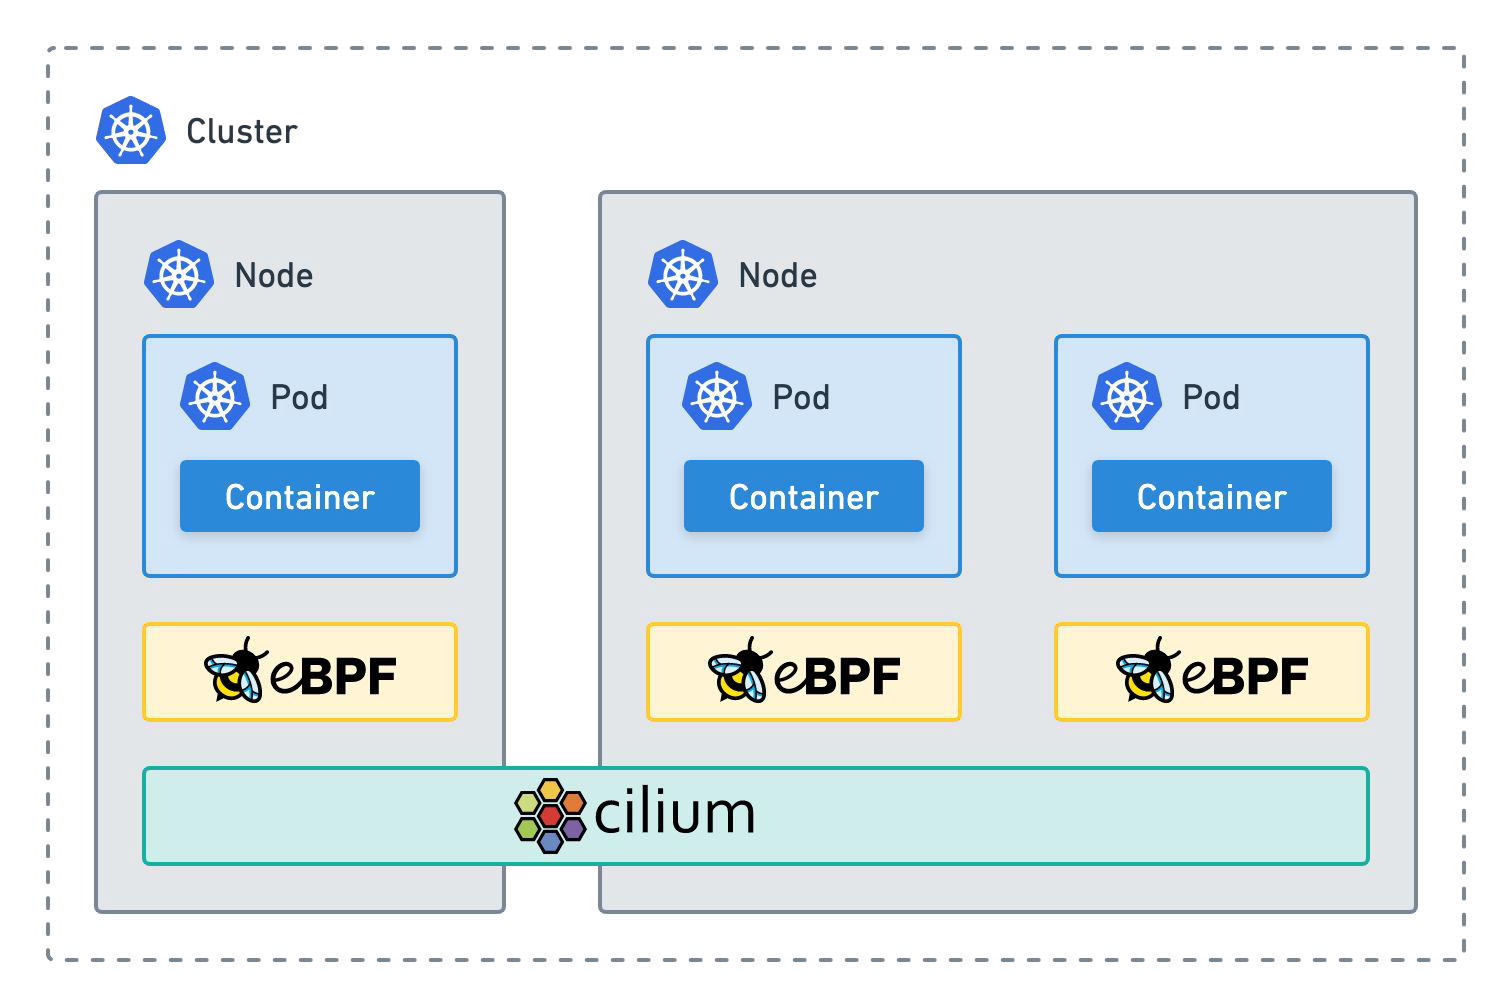 Cluster
Node
Node
Pod
Pod
Pod
Container
Container
Container
eBPF
eBPF
eBPF
cilium